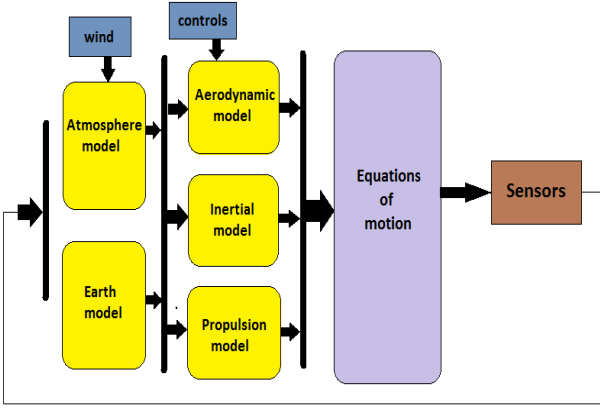 wind
controls
Atmosphere
model
Earth
model
Aerodynamic
model
Inertial
model
Propulsion
model
Equations
of
motion
Sensors